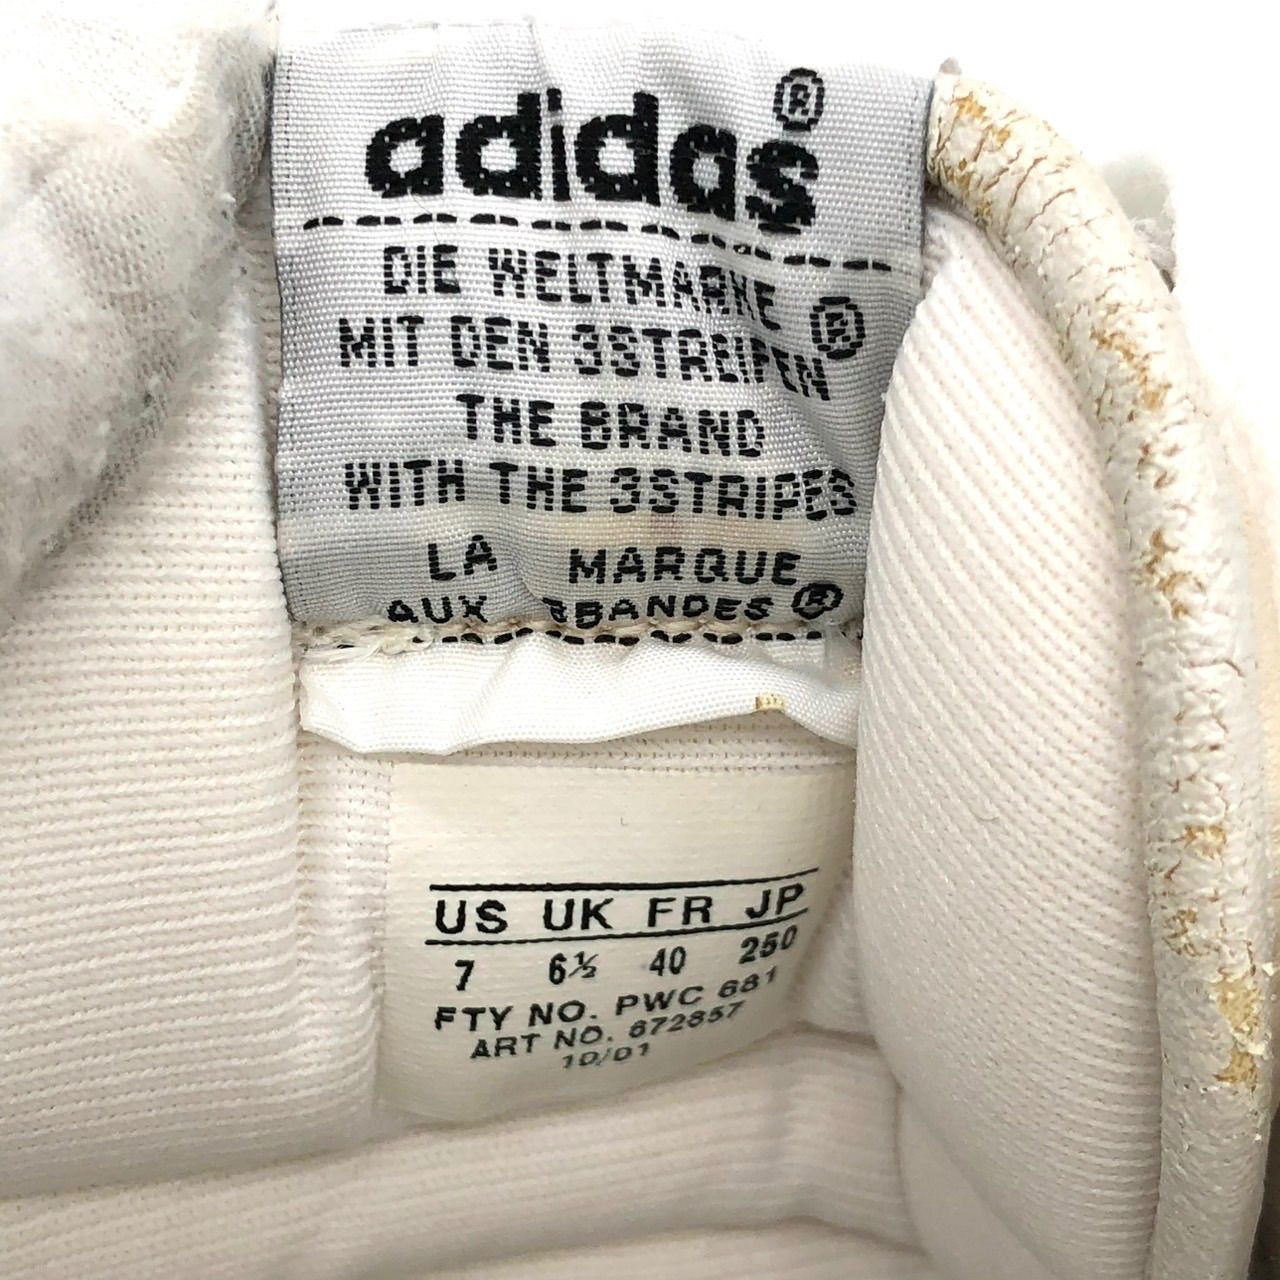 adidas®
DIE WELTMARKE
MIT DEN 3STREIFEN®
THE BRAND
WITH THE 3STRIPES
LA MARQUE
AUX 3BANDES ®
US UK FR JP
7 6½ 40 250
FTY NO. PWC 681
ART NO. 672857
10/01